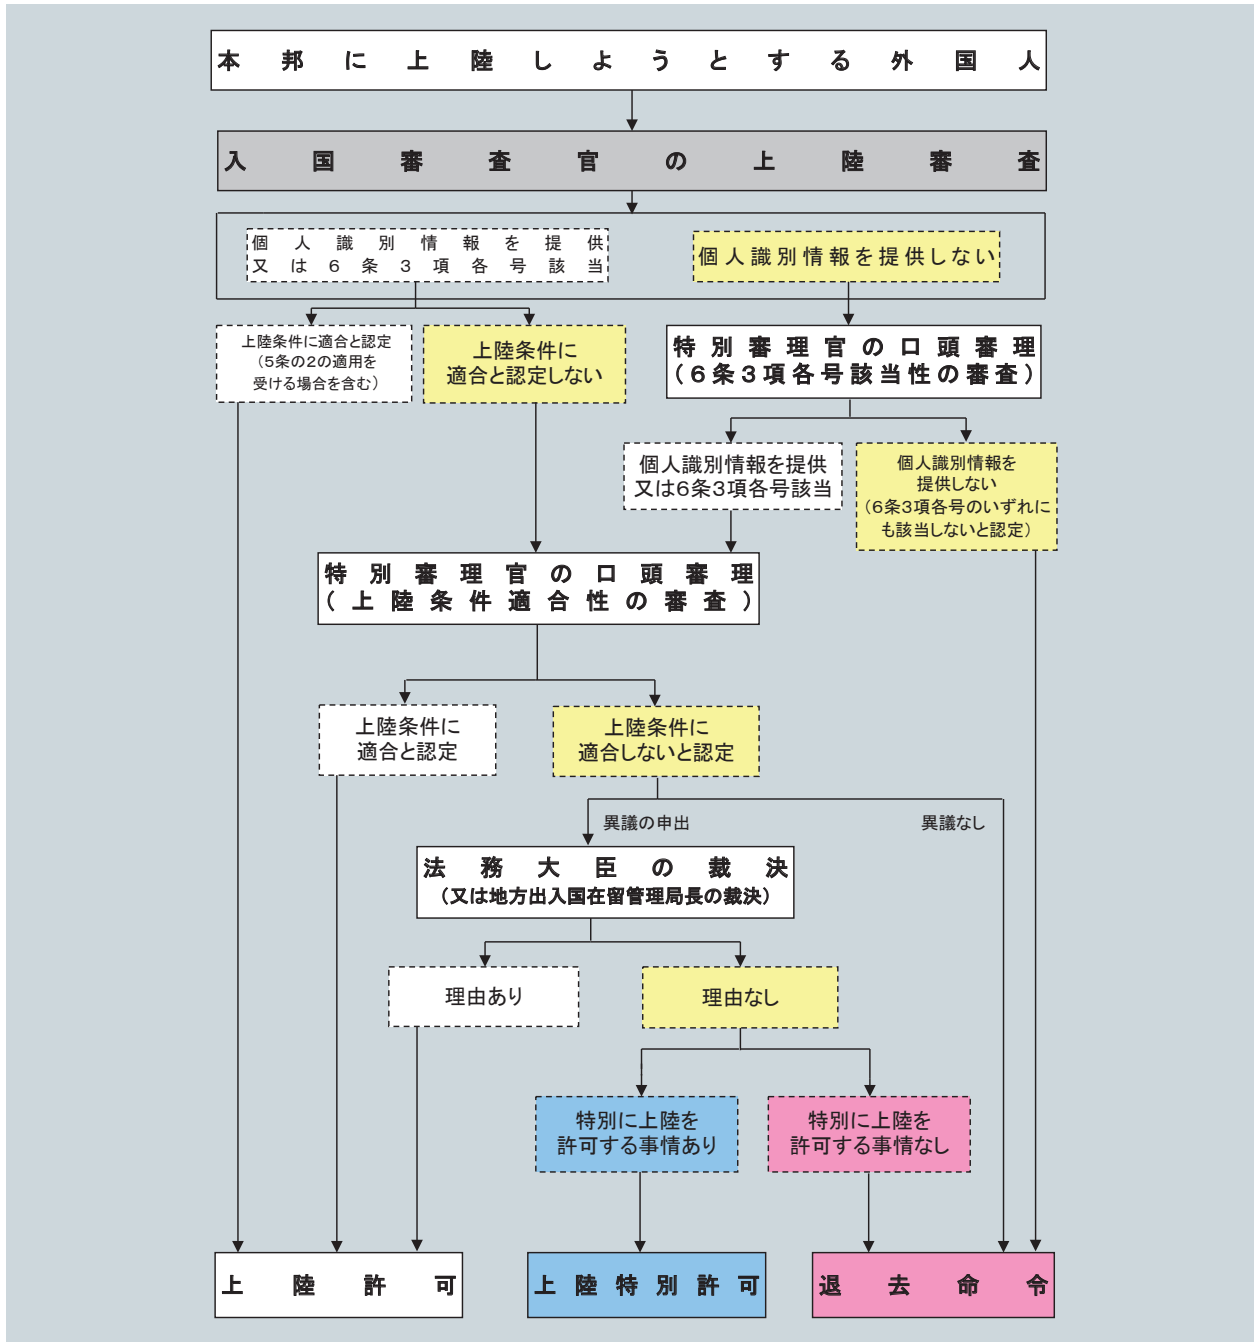 本邦に上陸しようとする外国人
入国審査官の上陸審査
個人識別情報を提供
又は6条3項各号該当
個人識別情報を提供しない
上陸条件に適合と認定
(5条の2の適用を
受ける場合を含む)
上陸条件に
適合と認定しない
特別審理官の口頭審理
(6条3項各号該当性の審査)
個人識別情報を提供
又は6条3項各号該当
個人識別情報を
提供しない
(6条3項各号のいずれに
も該当しないと認定)
特別審理官の口頭審理
(上陸条件適合性の審査)
上陸条件に
適合と認定
上陸条件に
適合しないと認定
異議の申出
異議なし
法務大臣の裁決
(又は地方出入国在留管理局長の裁決)
理由あり
理由なし
特別に上陸を
許可する事情あり
特別に上陸を
許可する事情なし
上陸許可
上陸特別許可
退去命令